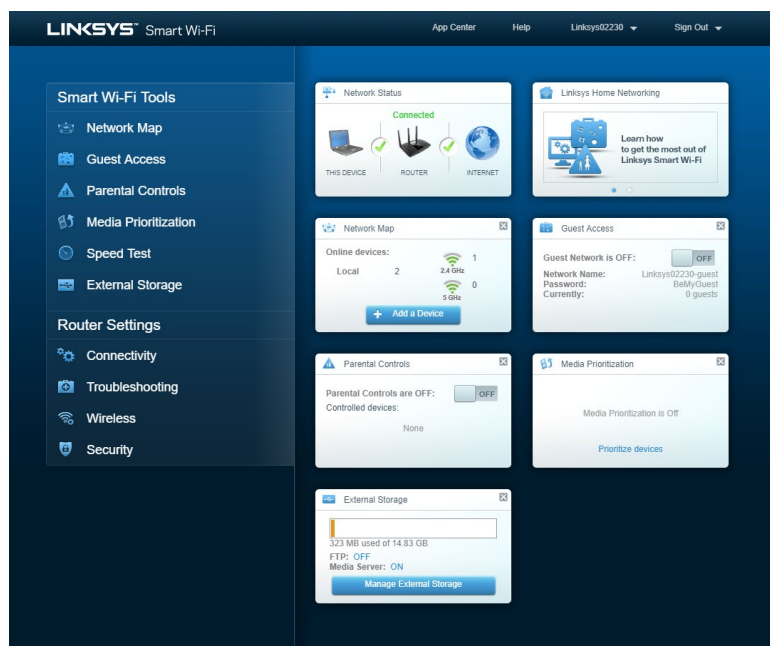 LINKSYS™ Smart Wi-Fi
App Center
Help
Linksys02230
Sign Out
Smart Wi-Fi Tools
Network Map
Guest Access
Parental Controls
Media Prioritization
Speed Test
External Storage
Router Settings
Connectivity
Troubleshooting
Wireless
Security
Network Status
Connected
THIS DEVICE
ROUTER
INTERNET
Linksys Home Networking
Learn how
to get the most out of
Linksys Smart Wi-Fi
Network Map
Online devices:
Local 2
1
2.4 GHz
0
5 GHz
+ Add a Device
Guest Access
Guest Network is OFF: OFF
Network Name: Linksys02230-guest
Password: BeMyGuest
Currently: 0 guests
Parental Controls
Parental Controls are OFF: OFF
Controlled devices:
None
Media Prioritization
Media Prioritization is Off
Prioritize devices
External Storage
323 MB used of 14.83 GB
FTP: OFF
Media Server: ON
Manage External Storage